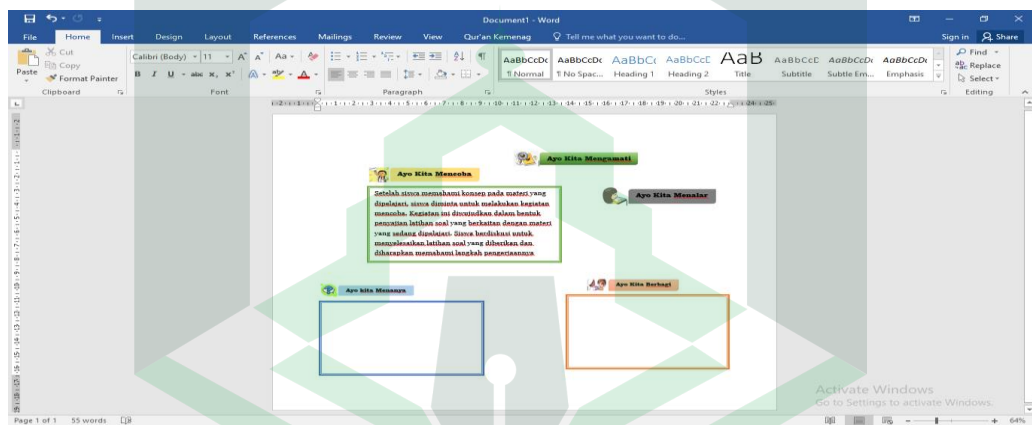 Document1 - Word
File Home Insert Design Layout References Mailings Review View Qur'an Kemenag Tell me what you want to do... Sign in Share
Cut
Copy
Format Painter
Paste
Calibri (Body) 11
Clipboard Font Paragraph Styles Editing
AaBbCcDc AaBbCcDc AaBbCc AaBbCcE AaB AaBbCcD AaBbCcDc AaBbCcDc
¶ Normal ¶ No Spac... Heading 1 Heading 2 Title Subtitle Subtle Em... Emphasis
Find
Replace
Select
Ayo Kita Mengamati
Ayo Kita Mencoba
Ayo Kita Menalar
Setelah siswa memahami konsep pada materi yang
dipelajari, siswa diminta untuk melakukan kegiatan
mencoba. Kegiatan ini diwujudkan dalam bentuk
penyajian latihan soal yang berkaitan dengan materi
yang sedang dipelajari. Siswa berdiskusi untuk
menyelesaikan latihan soal yang diberikan dan
diharapkan memahami langkah pengerjaannya
Ayo kita Menanya
Ayo Kita Berbagi
Activate Windows
Go to Settings to activate Windows.
Page 1 of 1 55 words
64%